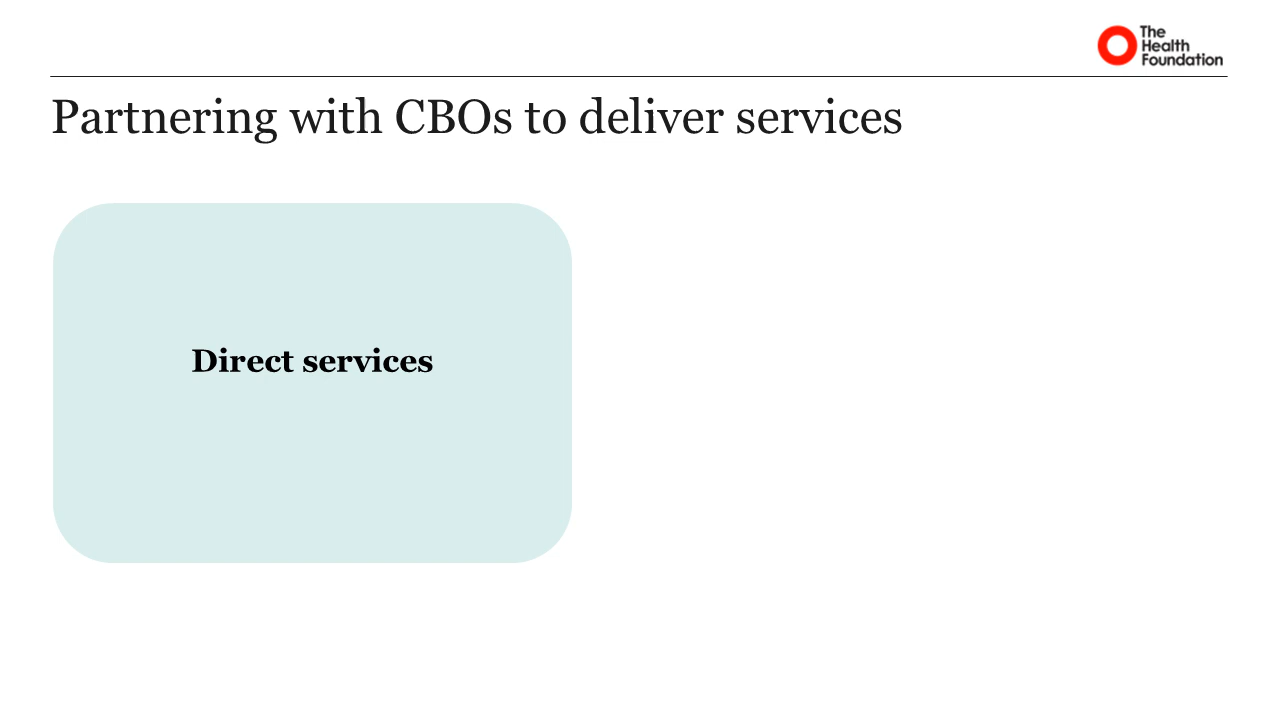 The
Health
Foundation
Partnering with CBOs to deliver services
Direct services